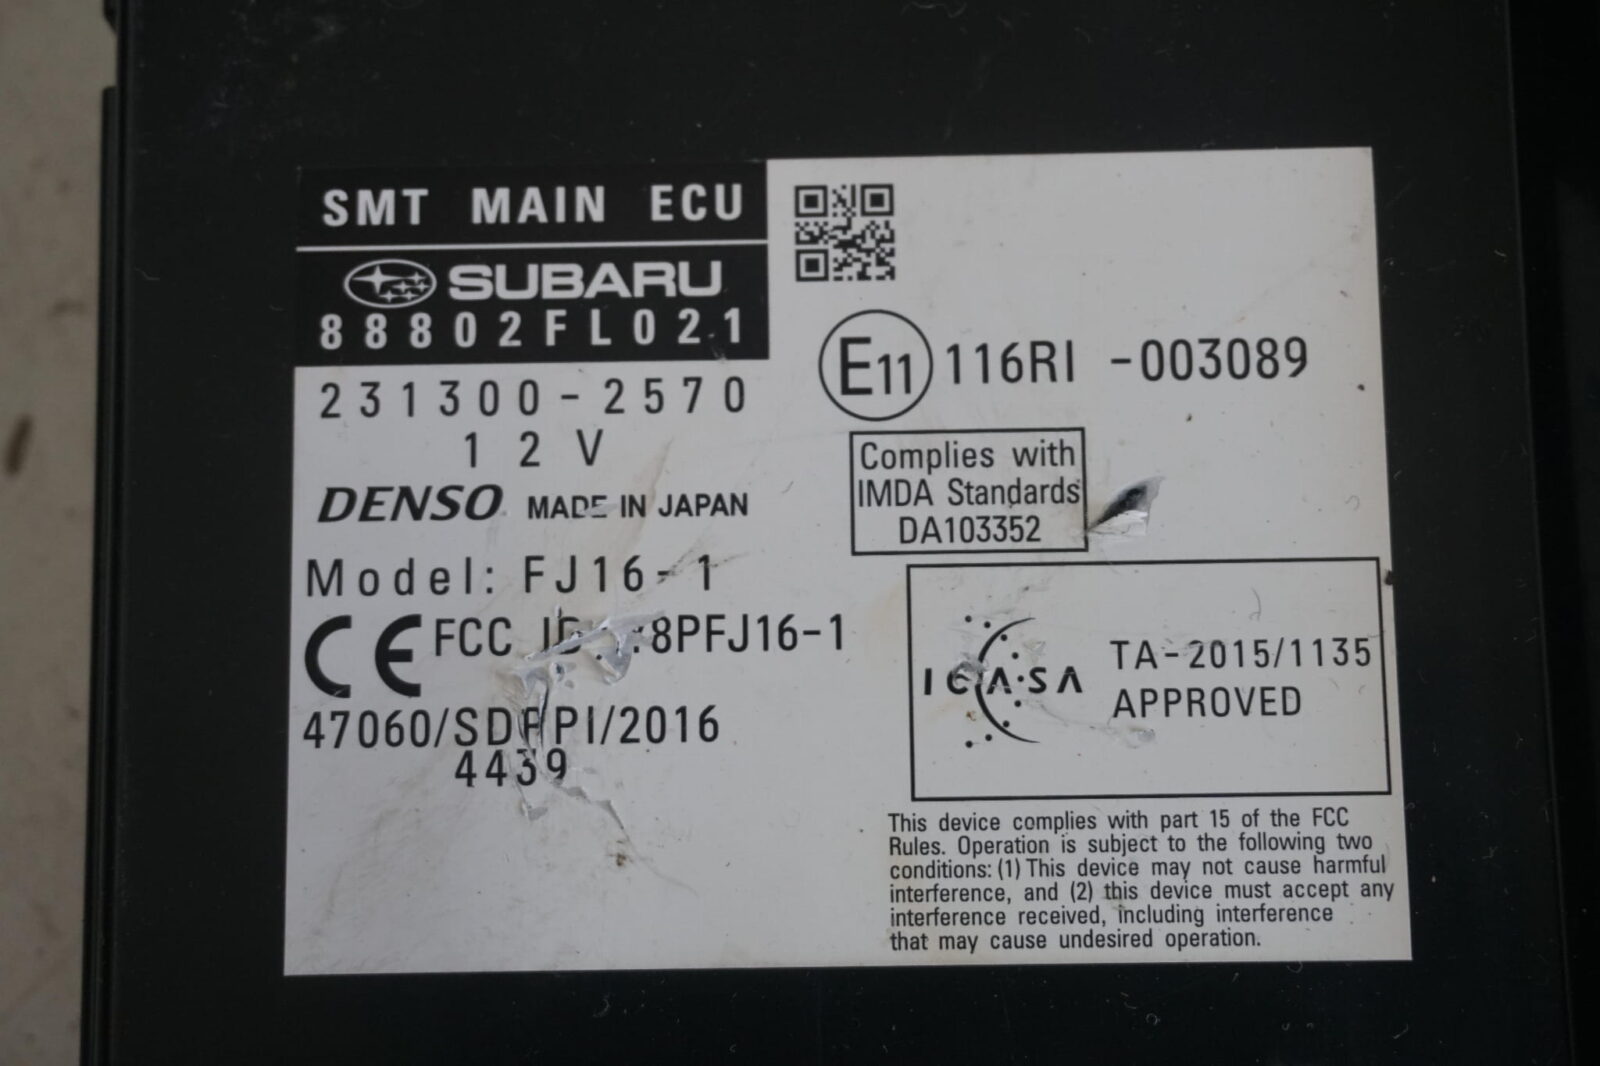 SMT MAIN ECU
SUBARU
88802FL021
231300-2570
12V
DENSO MADE IN JAPAN
Model: FJ16-1
CE FCC 8PFJ16-1
47060/SDPPI/2016
4439
E11 116RI -003089
Complies with
IMDA Standards
DA103352
ICASA
TA-2015/1135
APPROVED
This device complies with part 15 of the FCC
Rules. Operation is subject to the following two
conditions: (1) This device may not cause harmful
interference, and (2) this device must accept any
interference received, including interference
that may cause undesired operation.